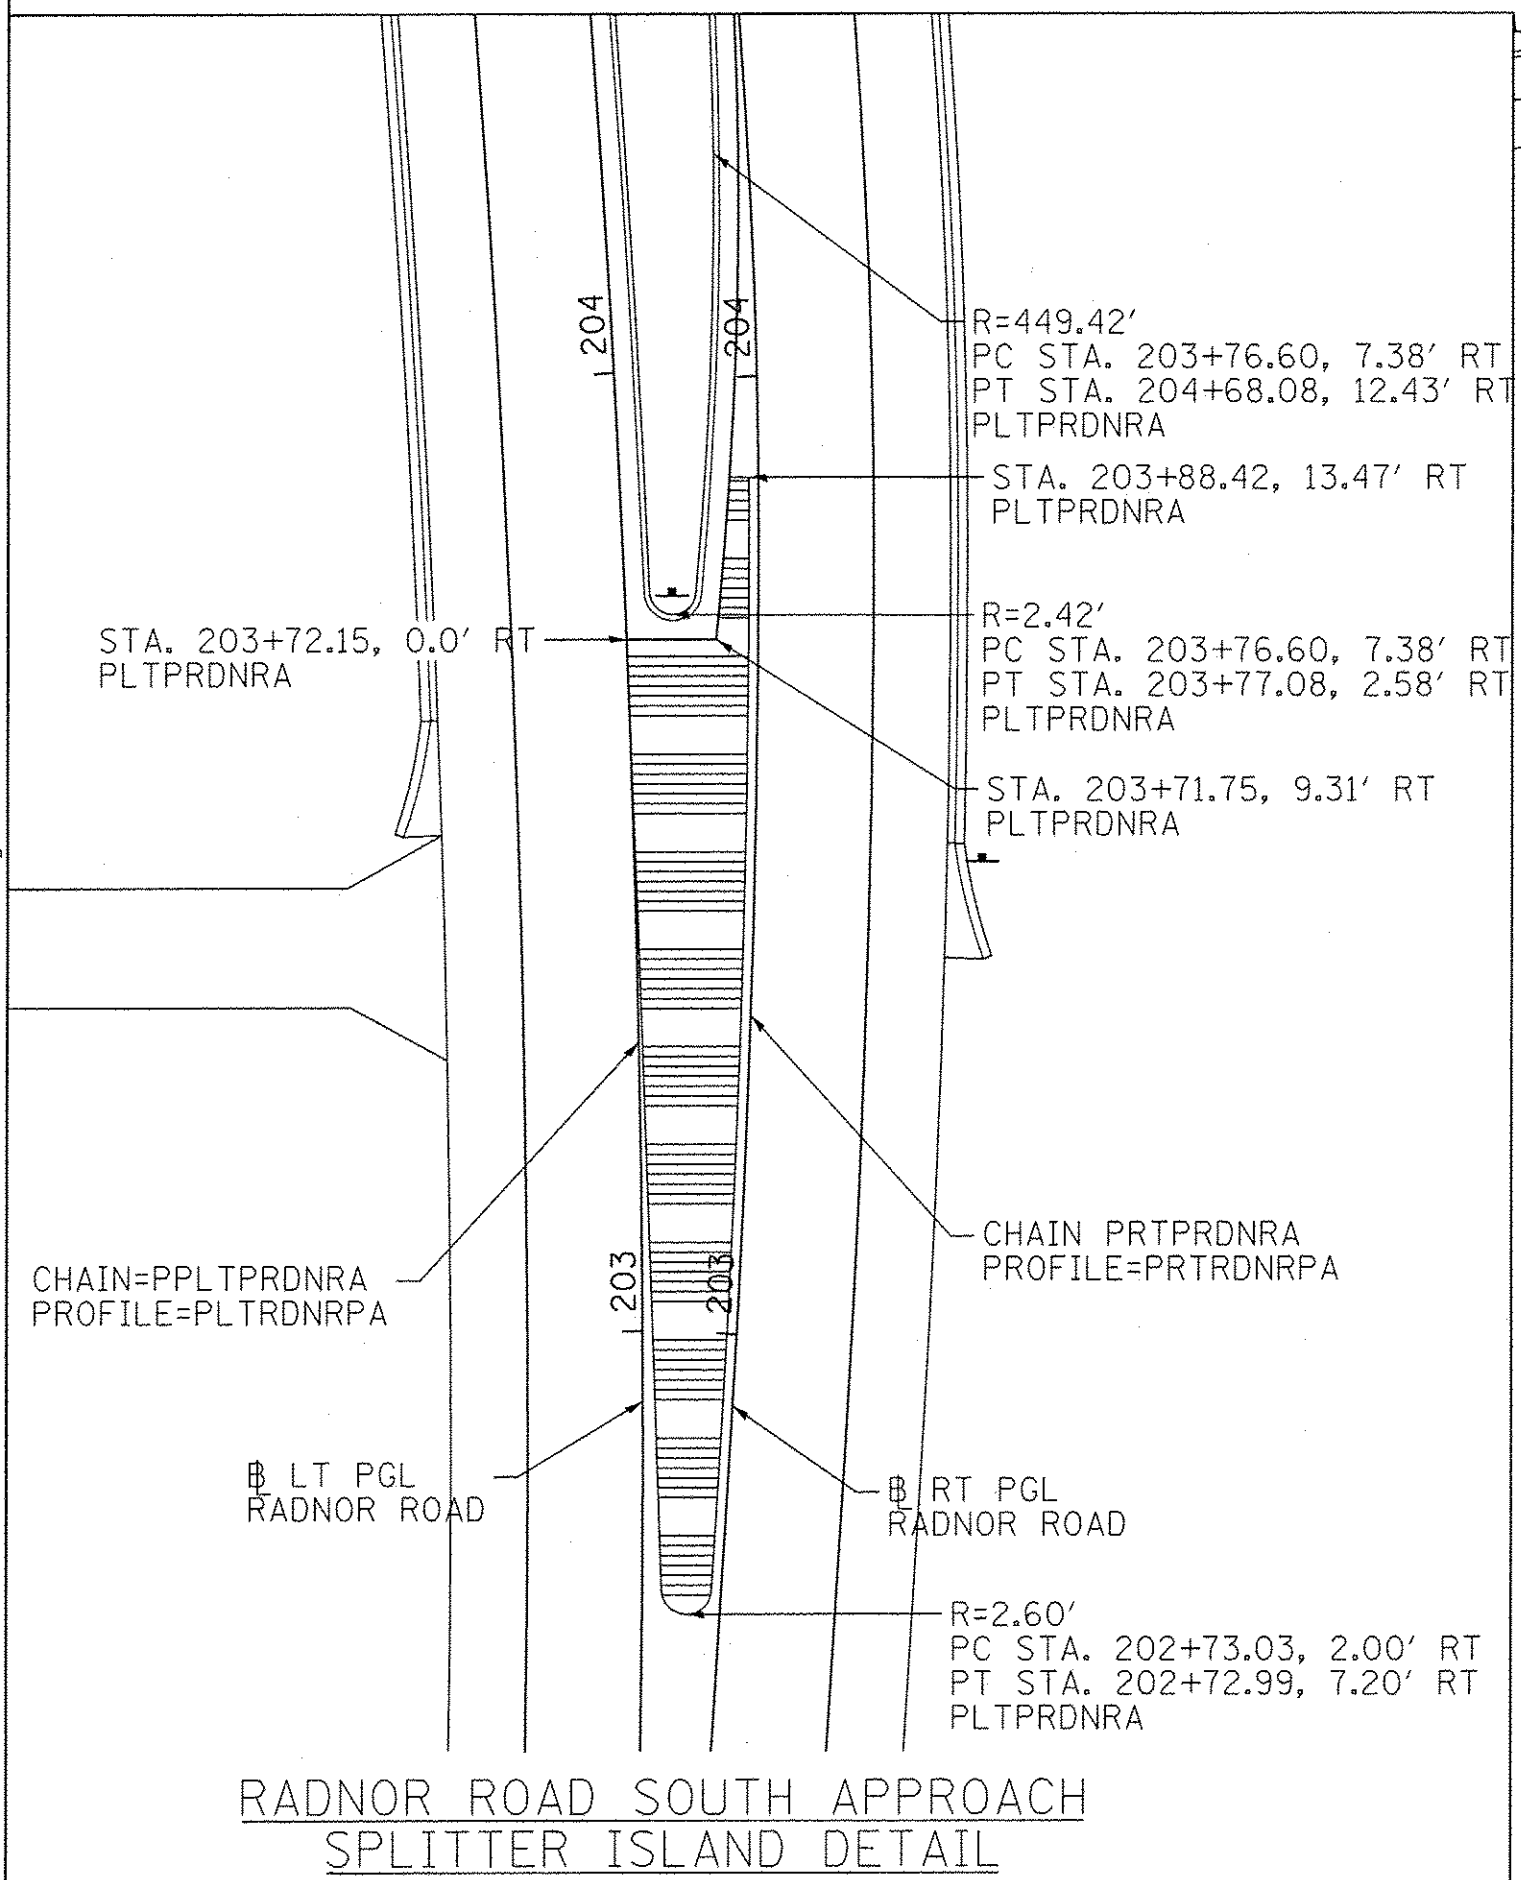 204
204
R=449.42'
PC STA. 203+76.60, 7.38' RT
PT STA. 204+68.08, 12.43' RT
PLTPRDNRA
STA. 203+88.42, 13.47' RT
PLTPRDNRA
R=2.42'
PC STA. 203+76.60, 7.38' RT
PT STA. 203+77.08, 2.58' RT
PLTPRDNRA
STA. 203+72.15, 0.0' RT
PLTPRDNRA
STA. 203+71.75, 9.31' RT
PLTPRDNRA
CHAIN PRTPRDNRA
PROFILE=PRTRDNRPA
CHAIN=PPLTPRDNRA
PROFILE=PLTRDNRPA
203
203
BL LT PGL
RADNOR ROAD
BL RT PGL
RADNOR ROAD
R=2.60'
PC STA. 202+73.03, 2.00' RT
PT STA. 202+72.99, 7.20' RT
PLTPRDNRA
RADNOR ROAD SOUTH APPROACH
SPLITTER ISLAND DETAIL